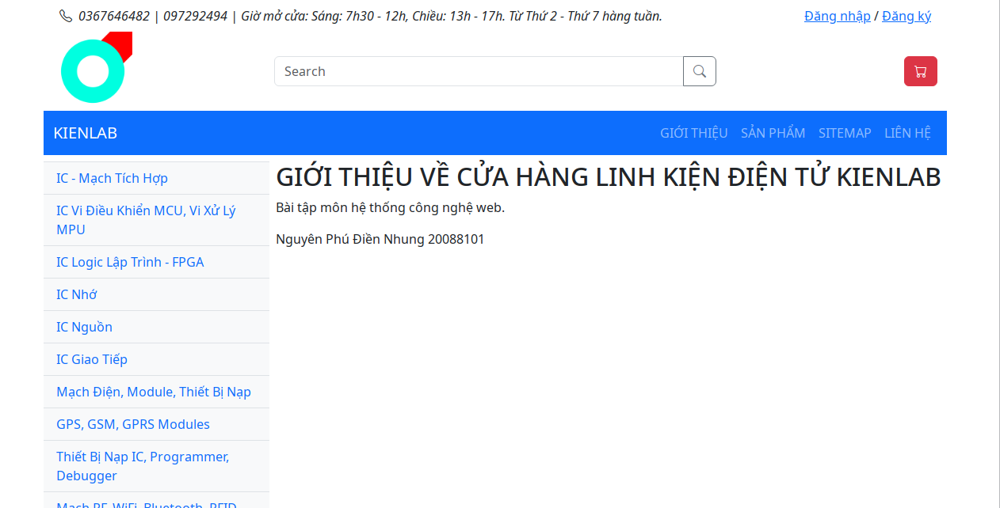 0367646482 | 097292494 | Giờ mở cửa: Sáng: 7h30 - 12h, Chiều: 13h - 17h. Từ Thứ 2 - Thứ 7 hàng tuần.
Đăng nhập / Đăng ký
Search
KIENLAB
GIỚI THIỆU SẢN PHẨM SITEMAP LIÊN HỆ
IC - Mạch Tích Hợp
IC Vi Điều Khiển MCU, Vi Xử Lý
MPU
IC Logic Lập Trình - FPGA
IC Nhớ
IC Nguồn
IC Giao Tiếp
Mạch Điện, Module, Thiết Bị Nạp
GPS, GSM, GPRS Modules
Thiết Bị Nạp IC, Programmer,
Debugger
Mạch RF, WiFi, Bluetooth, RFID
GIỚI THIỆU VỀ CỬA HÀNG LINH KIỆN ĐIỆN TỬ KIENLAB
Bài tập môn hệ thống công nghệ web.
Nguyên Phú Điền Nhung 20088101